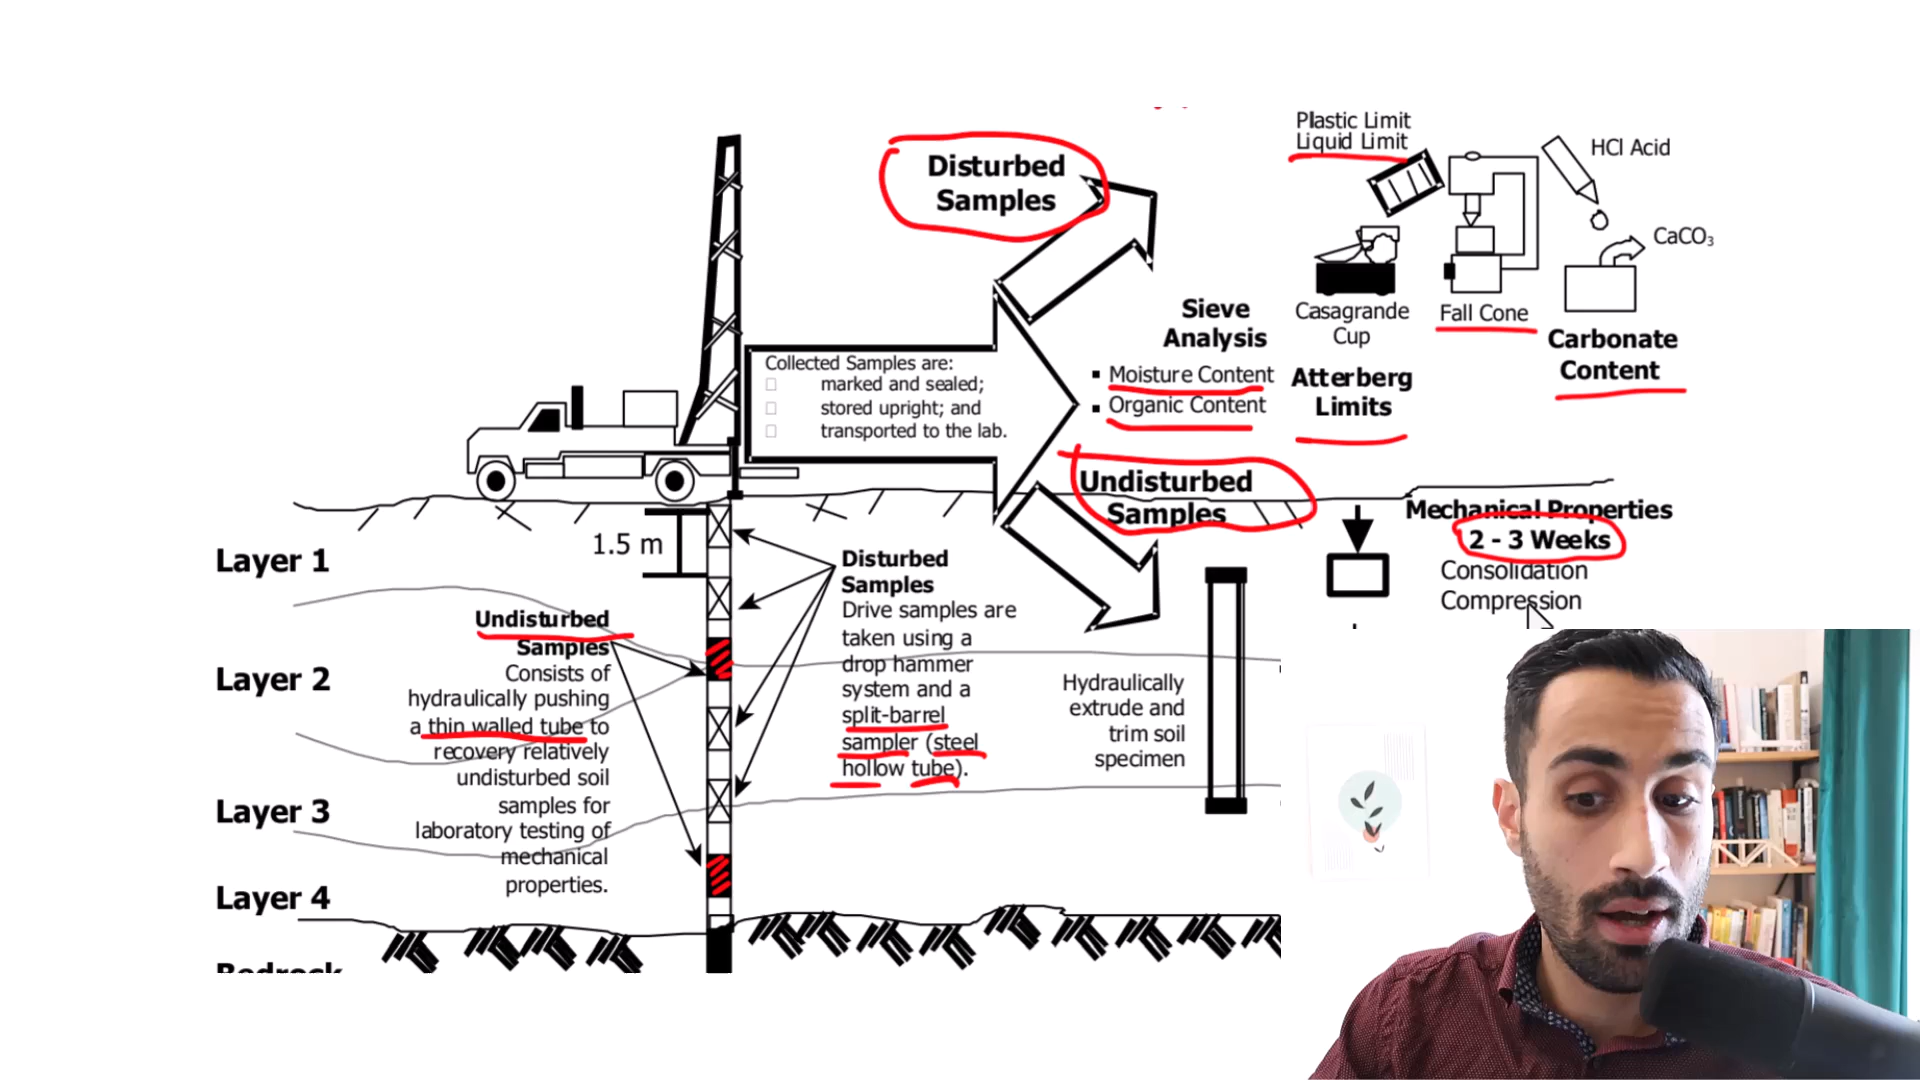 Disturbed
Samples
Plastic Limit
Liquid Limit
HCl Acid
CaCO₃
Casagrande
Cup
Fall Cone
Sieve
Analysis
▪ Moisture Content
▪ Organic Content
Atterberg
Limits
Carbonate
Content
Collected Samples are:
marked and sealed;
stored upright; and
transported to the lab.
Undisturbed
Samples
Mechanical Properties
2 - 3 Weeks
Consolidation
Compression
1.5 m
Layer 1
Layer 2
Layer 3
Layer 4
Bedrock
Undisturbed
Samples
Consists of
hydraulically pushing
a thin walled tube to
recovery relatively
undisturbed soil
samples for
laboratory testing of
mechanical
properties.
Disturbed
Samples
Drive samples are
taken using a
drop hammer
system and a
split-barrel
sampler (steel
hollow tube).
Hydraulically
extrude and
trim soil
specimen